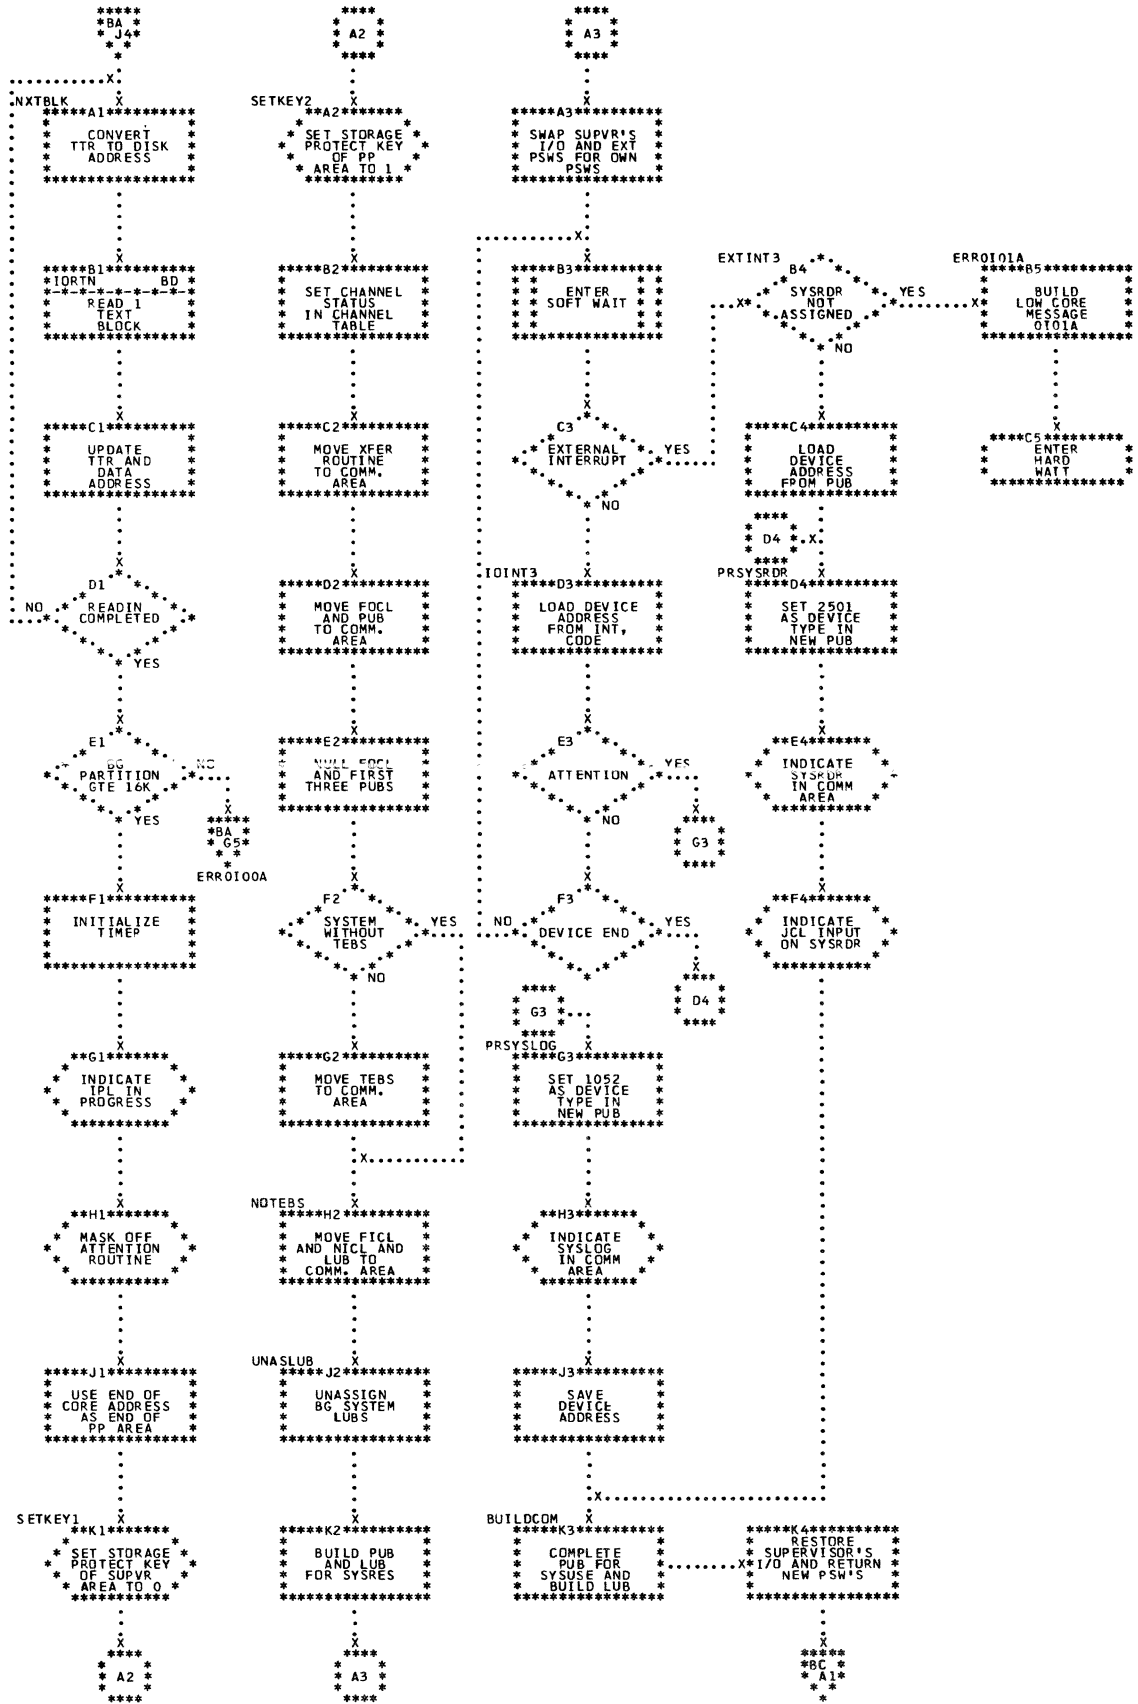 BA
J4
NXTBLK
A1
CONVERT
TTR TO DISK
ADDRESS
B1
IORTN BD
READ 1
TEXT
BLOCK
C1
UPDATE
TTR AND
DATA
ADDRESS
D1
READIN
COMPLETED
NO
YES
E1
BG
PARTITION
GTE 16K
NO
YES
BA
G5
ERROI00A
F1
INITIALIZE
TIMEP
G1
INDICATE
IPL IN
PROGRESS
H1
MASK OFF
ATTENTION
ROUTINE
J1
USE END OF
CORE ADDRESS
AS END OF
PP AREA
SETKEY1
K1
SET STORAGE
PROTECT KEY
OF SUPVR
AREA TO 0
A2
A2
SETKEY2
A2
SET STORAGE
PROTECT KEY
OF PP
AREA TO 1
B2
SET CHANNEL
STATUS
IN CHANNEL
TABLE
C2
MOVE XFER
ROUTINE
TO COMM.
AREA
D2
MOVE FOCL
AND PUB
TO COMM.
AREA
E2
NULL FOCL
AND FIRST
THREE PUBS
F2
SYSTEM
WITHOUT
TEBS
YES
NO
G2
MOVE TEBS
TO COMM.
AREA
NOTEBS
H2
MOVE FICL
AND NICL AND
LUB TO
COMM. AREA
UNASLUB
J2
UNASSIGN
BG SYSTEM
LUBS
K2
BUILD PUB
AND LUB
FOR SYSRES
A3
A3
A3
SWAP SUPVR'S
I/O AND EXT
PSWS FOR OWN
PSWS
B3
ENTER
SOFT WAIT
C3
EXTERNAL
INTERRUPT
YES
NO
IOINT3
D3
LOAD DEVICE
ADDRESS
FROM INT,
CODE
E3
ATTENTION
YES
NO
G3
F3
DEVICE END
NO
YES
D4
G3
PRSYSLOG
G3
SET 1052
AS DEVICE
TYPE IN
NEW PUB
H3
INDICATE
SYSLOG
IN COMM
AREA
J3
SAVE
DEVICE
ADDRESS
BUILDCOM
K3
COMPLETE
PUB FOR
SYSUSE AND
BUILD LUB
EXTINT3
B4
SYSRDR
NOT
ASSIGNED
YES
NO
C4
LOAD
DEVICE
ADDRESS
FROM PUB
D4
PRSYSRDR
D4
SET 2501
AS DEVICE
TYPE IN
NEW PUB
E4
INDICATE
SYSRDR
IN COMM
AREA
F4
INDICATE
JCL INPUT
ON SYSRDR
K4
RESTORE
SUPERVISOR'S
I/O AND RETURN
NEW PSW'S
BC
A1
ERROI01A
B5
BUILD
LOW CORE
MESSAGE
0I01A
C5
ENTER
HARD
WAIT